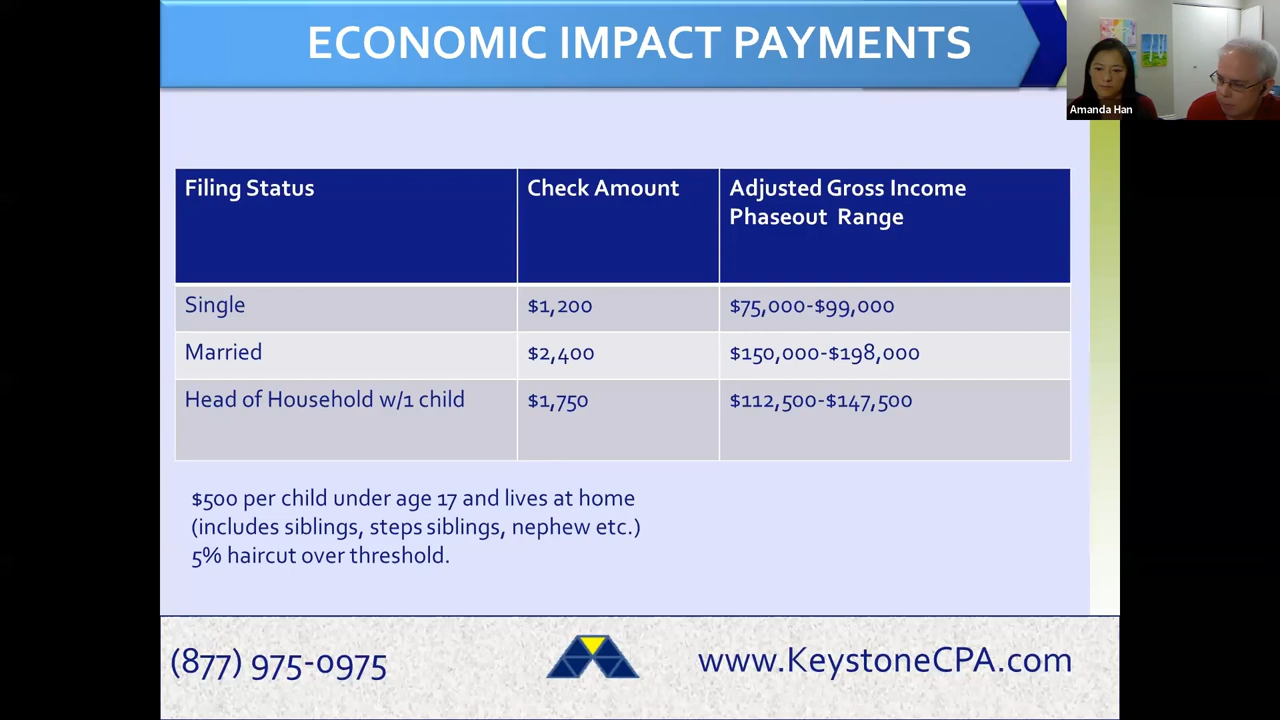 ECONOMIC IMPACT PAYMENTS
Amanda Han
Filing Status
Check Amount
Adjusted Gross Income
Phaseout Range
Single
$1,200
$75,000-$99,000
Married
$2,400
$150,000-$198,000
Head of Household w/1 child
$1,750
$112,500-$147,500
$500 per child under age 17 and lives at home
(includes siblings, steps siblings, nephew etc.)
5% haircut over threshold.
(877) 975-0975
www.KeystoneCPA.com